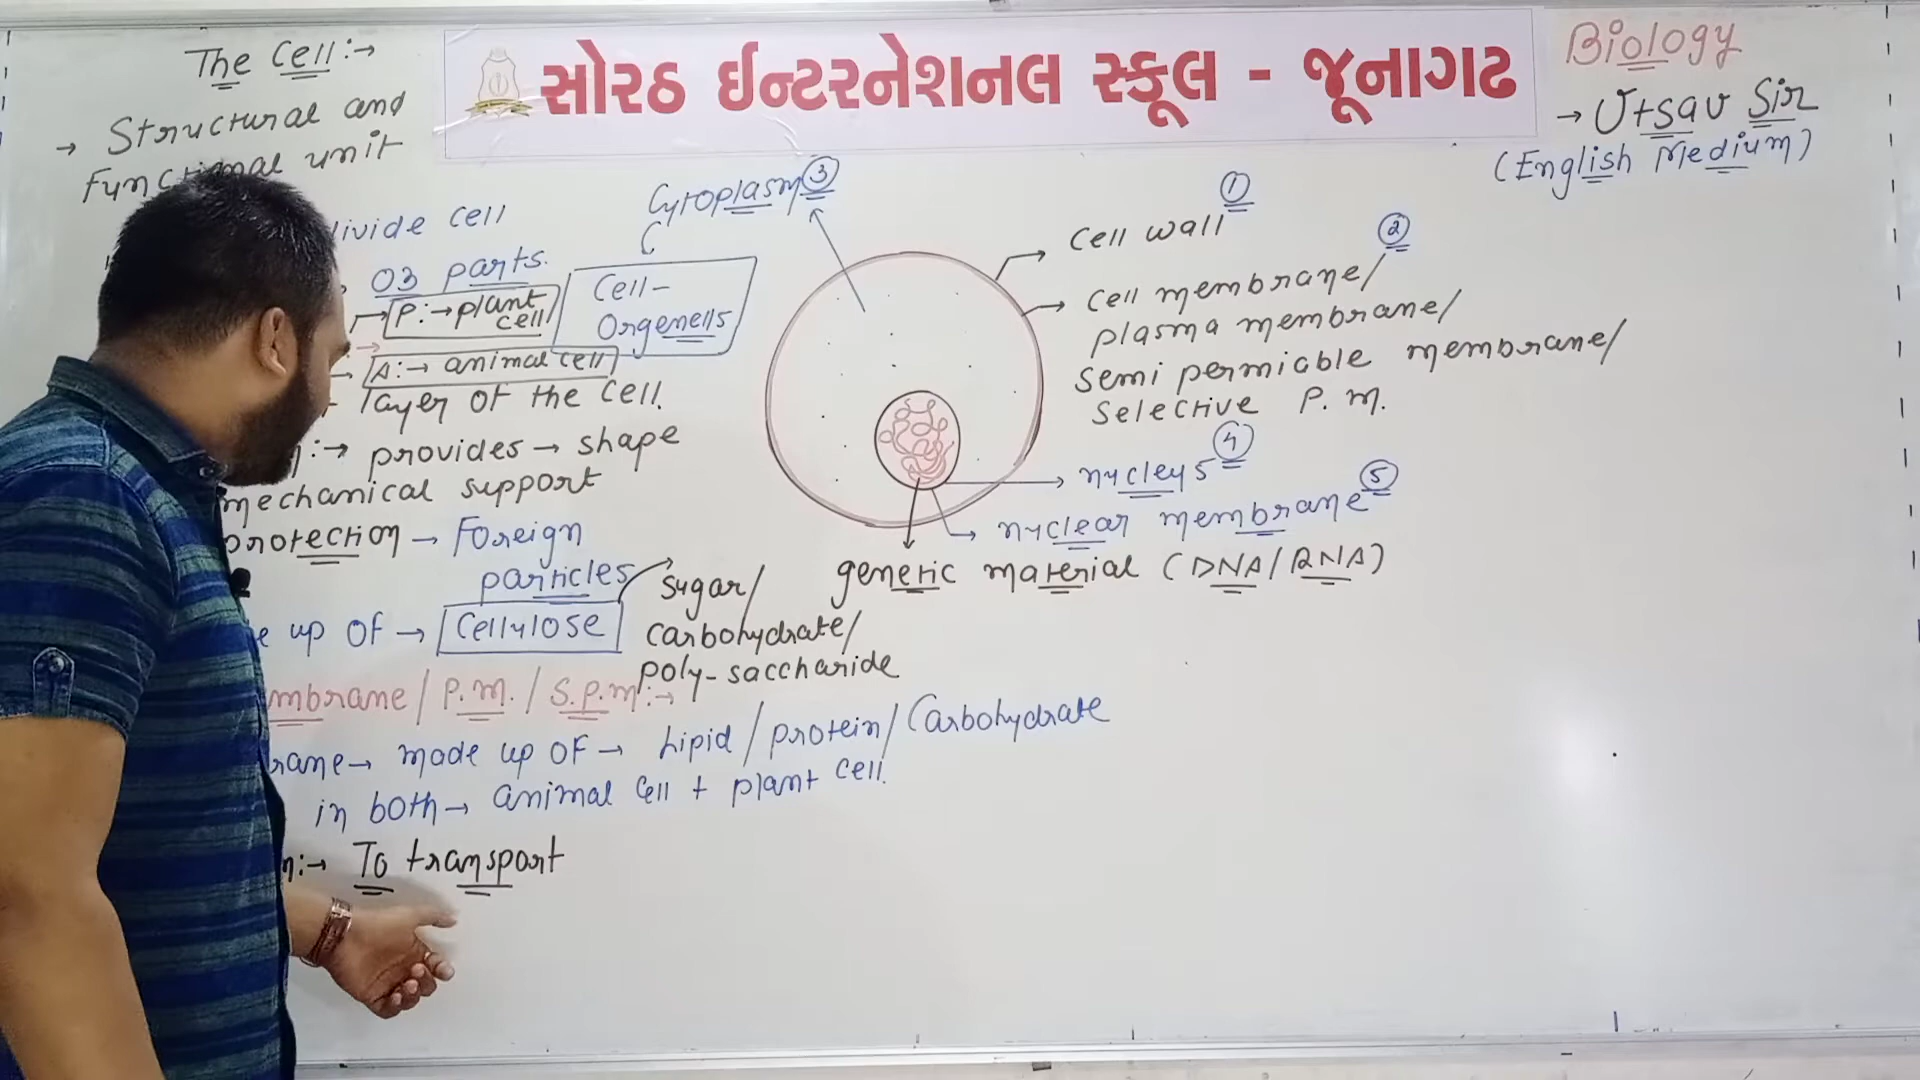 The Cell:→
→ Structural and
Functional unit
divide cell
03 parts.
P:→ plant
cell
A:→ animal cell
layer of the cell.
:→ provides → shape
mechanical support
protection → Foreign
particles
up of → Cellulose
sugar/
carbohydrate/
poly-saccharide
mbrane / P.m. / S.P.m:→
rane → made up of → Lipid / protein / Carbohydrate
in both → animal cell + plant cell.
n:→ To transport
સોરઠ ઈન્ટરનેશનલ સ્કૂલ - જૂનાગઢ
Cytoplasm ③
Cell-
Orgenells
Cell wall ①
Cell membrane/ ②
plasma membrane/
Semi permiable membrane/
Selective P.M.
nucleus ④
nuclear membrane ⑤
genetic material (DNA/RNA)
Biology
→ Utsav Sir
(English Medium)